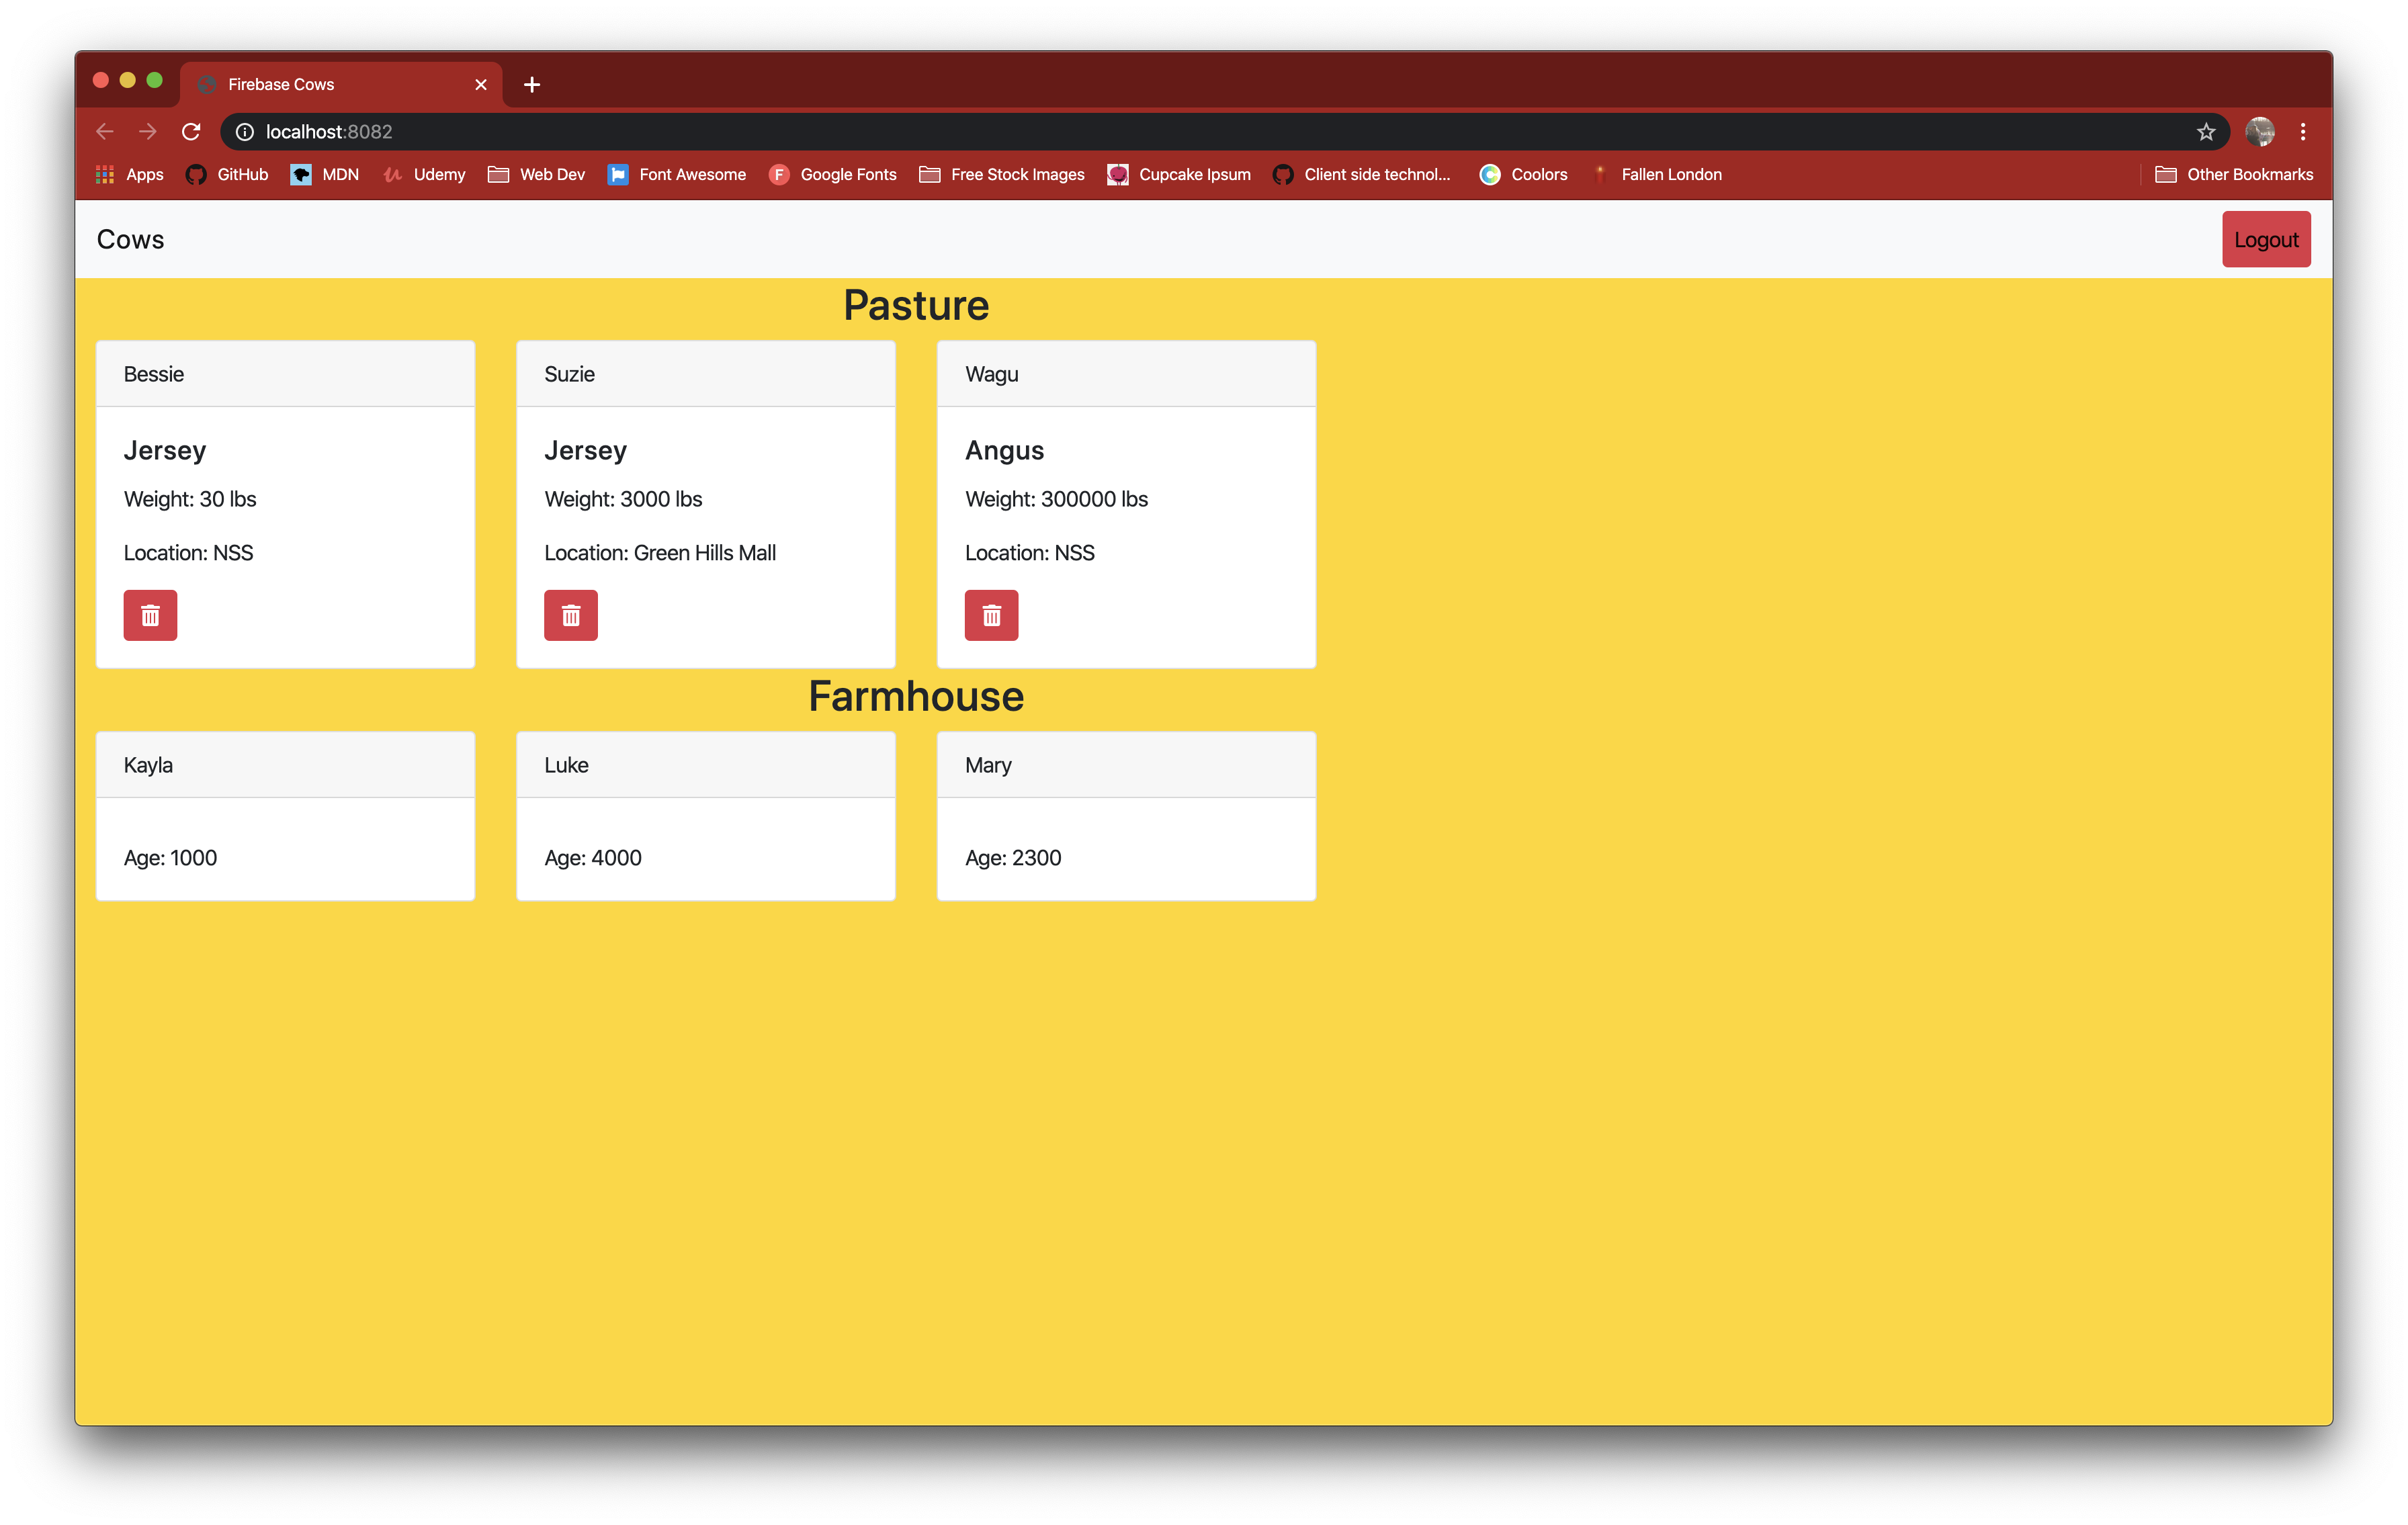 Firebase Cows
localhost:8082
Apps GitHub MDN Udemy Web Dev Font Awesome Google Fonts Free Stock Images Cupcake Ipsum Client side technol... Coolors Fallen London Other Bookmarks
Cows Logout
Pasture
Bessie
Jersey
Weight: 30 lbs
Location: NSS
Suzie
Jersey
Weight: 3000 lbs
Location: Green Hills Mall
Wagu
Angus
Weight: 300000 lbs
Location: NSS
Farmhouse
Kayla
Age: 1000
Luke
Age: 4000
Mary
Age: 2300